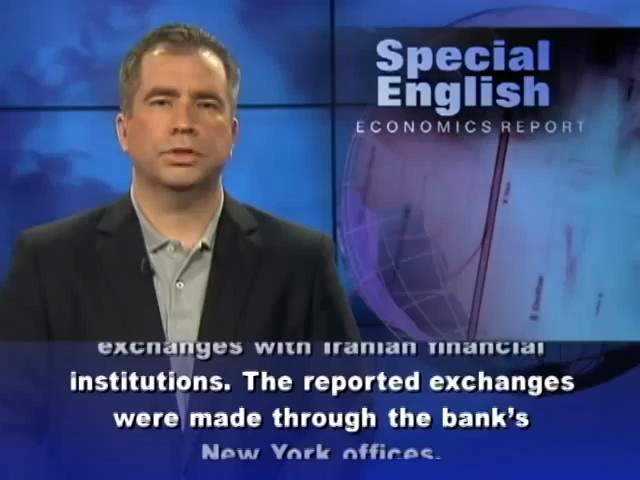 Special
English
ECONOMICS REPORT
exchanges with Iranian financial
institutions. The reported exchanges
were made through the bank's
New York offices.